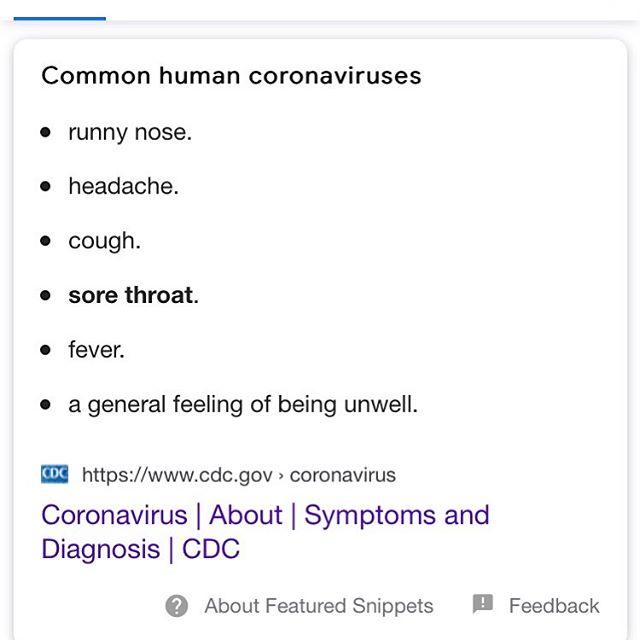 Common human coronaviruses
• runny nose.
• headache.
• cough.
• sore throat.
• fever.
• a general feeling of being unwell.
CDC https://www.cdc.gov › coronavirus
Coronavirus | About | Symptoms and
Diagnosis | CDC
About Featured Snippets Feedback